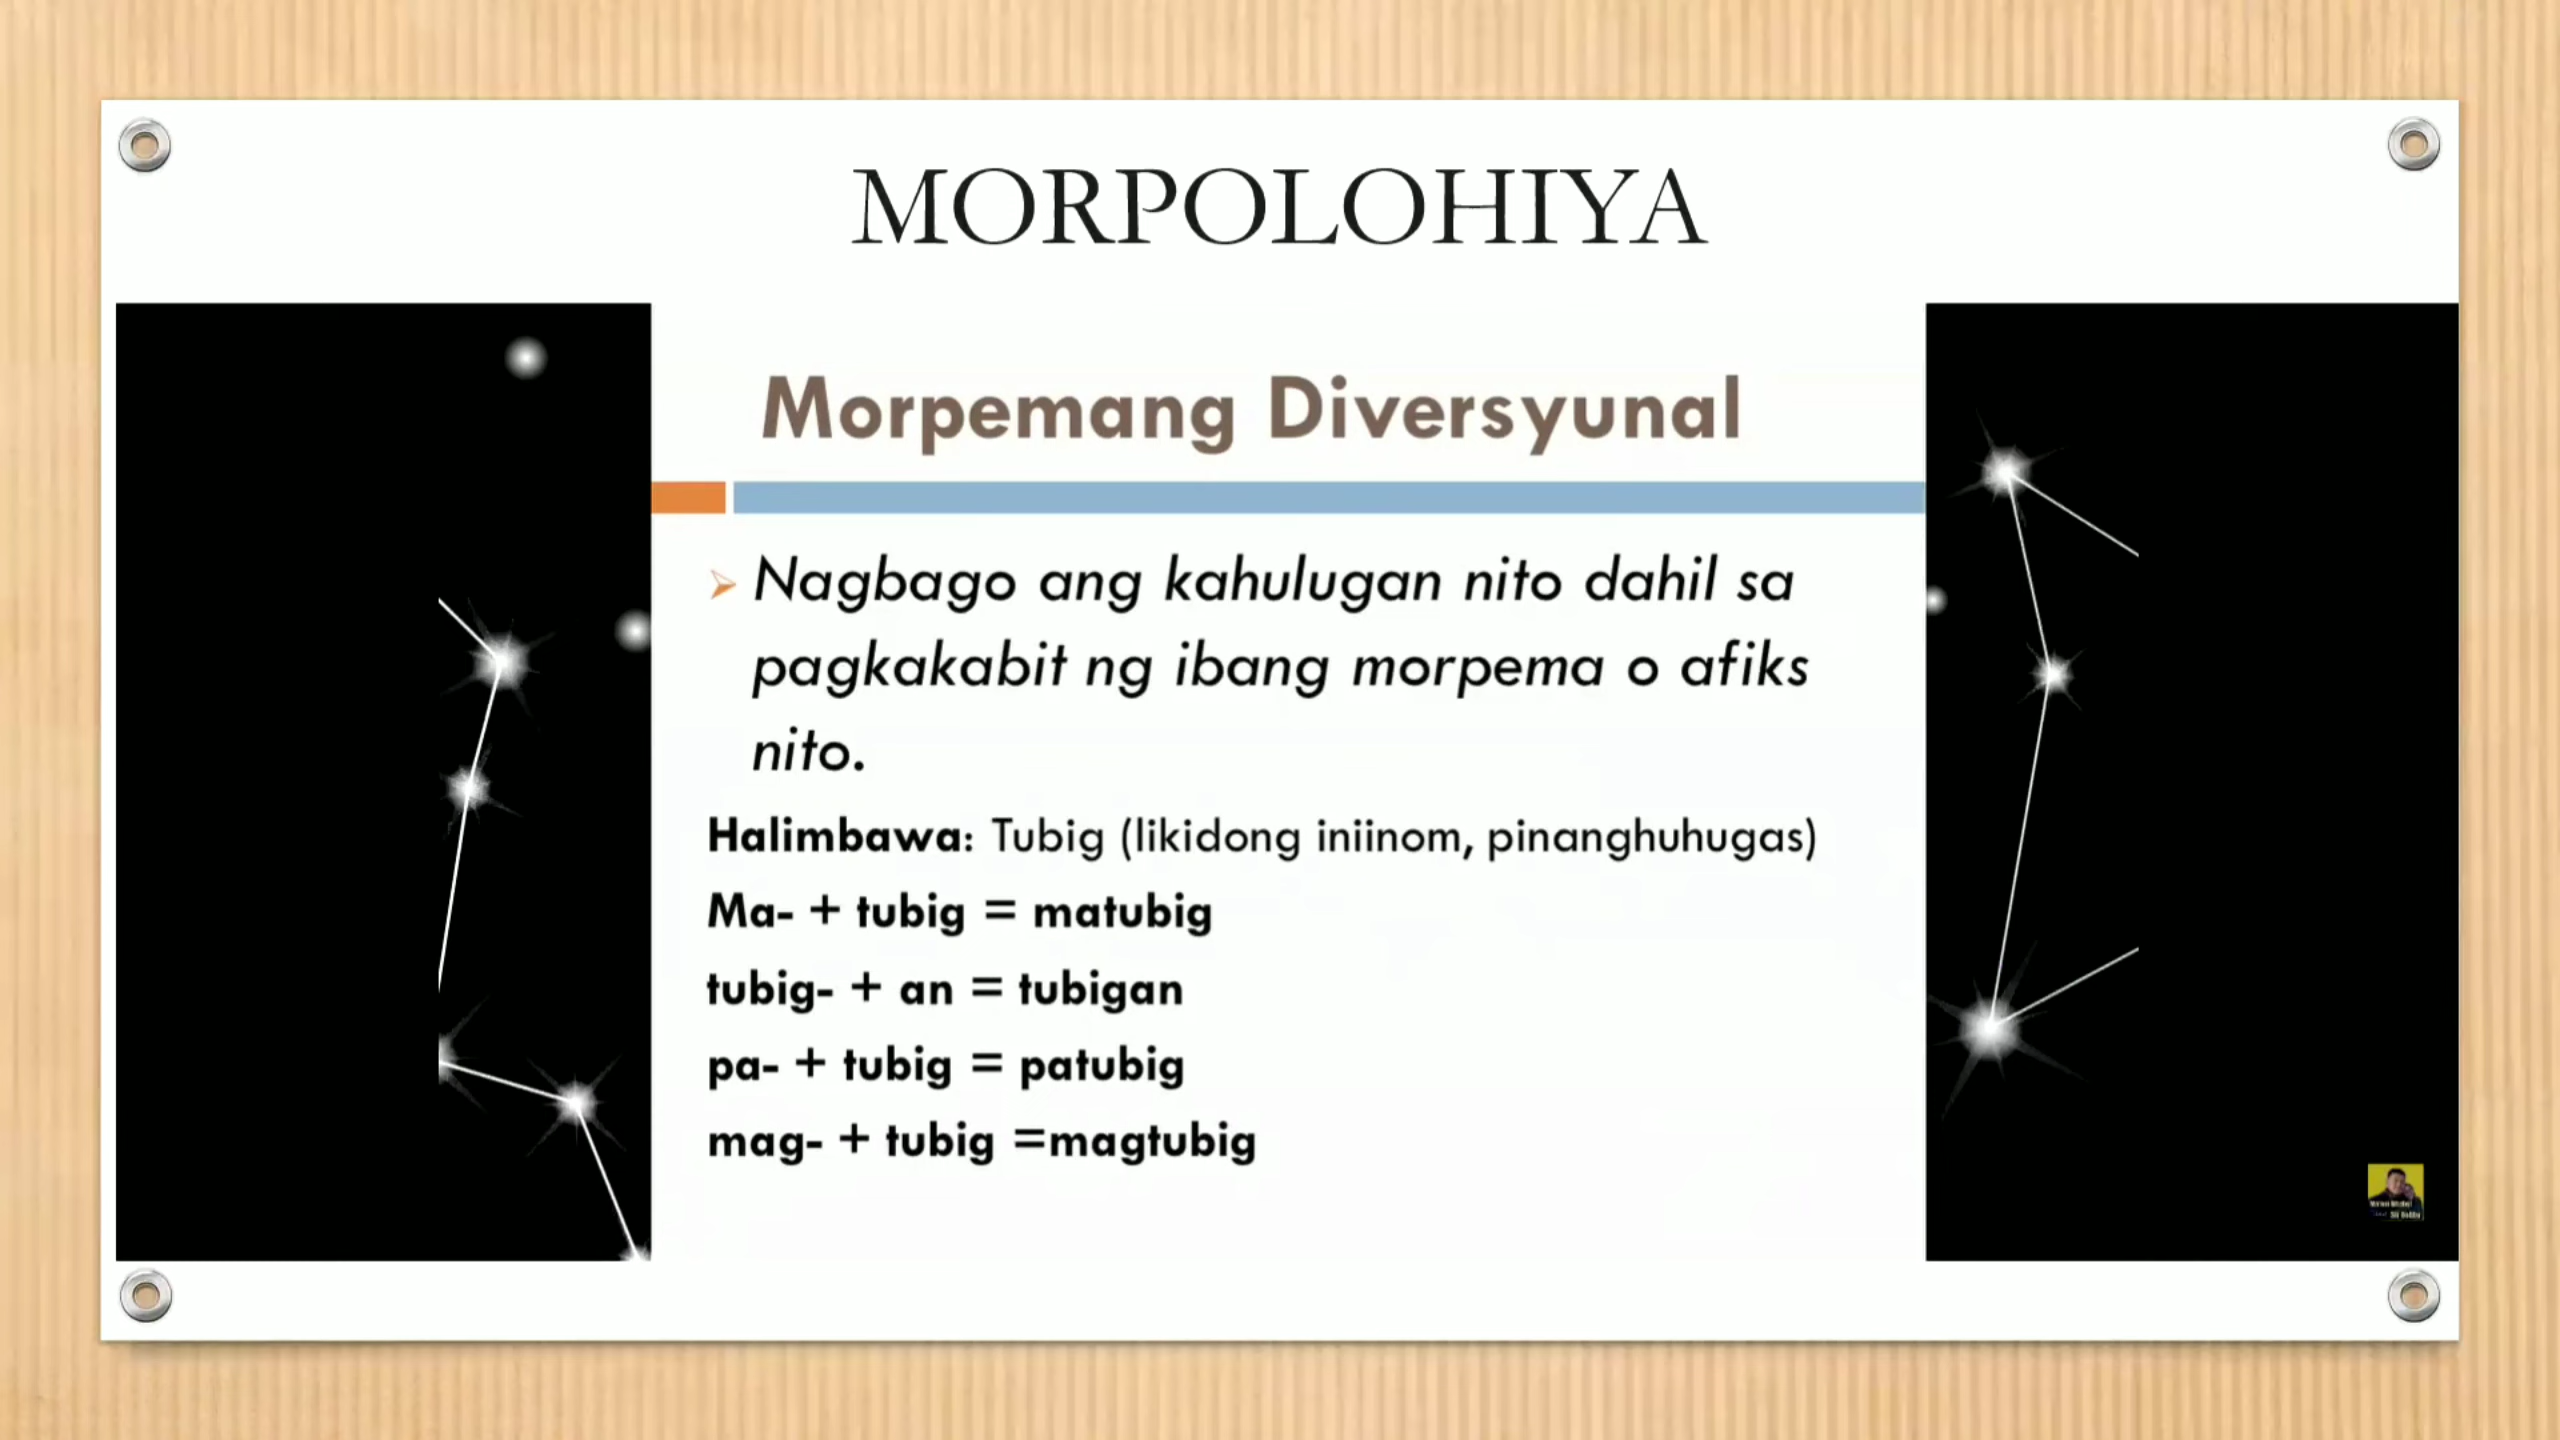 MORPOLOHIYA
Morpemang Diversyunal
➢ Nagbago ang kahulugan nito dahil sa
pagkakabit ng ibang morpema o afiks
nito.
Halimbawa: Tubig (likidong iniinom, pinanghuhugas)
Ma- + tubig = matubig
tubig- + an = tubigan
pa- + tubig = patubig
mag- + tubig =magtubig